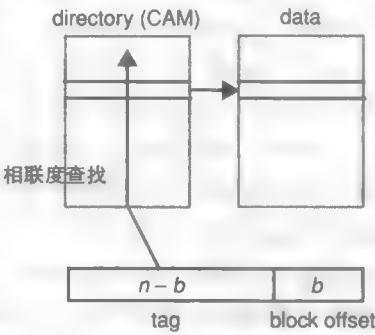 directory (CAM)
data
相联度查找
n – b
b
tag
block offset